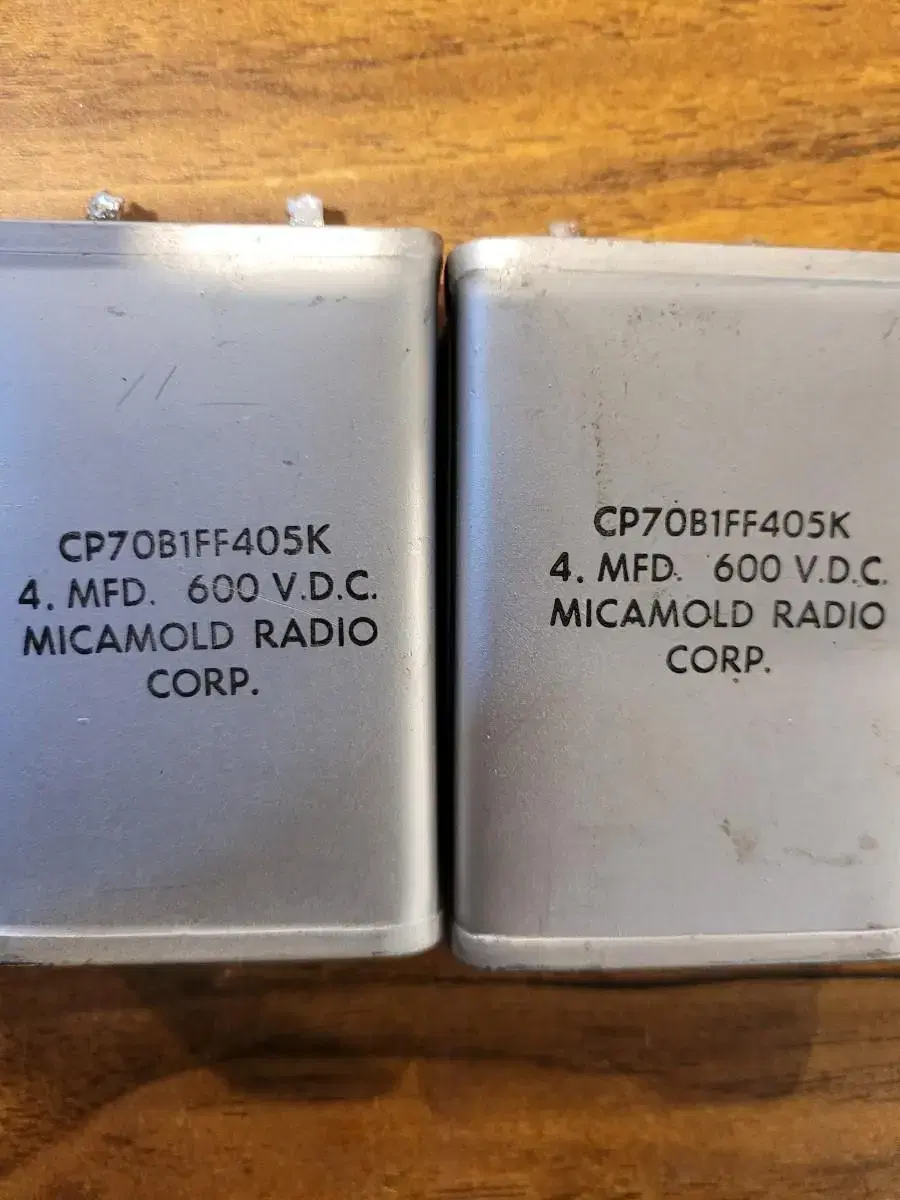 CP70B1FF405K
4. MFD. 600 V.D.C.
MICAMOLD RADIO
CORP.
CP70B1FF405K
4. MFD. 600 V.D.C.
MICAMOLD RADIO
CORP.